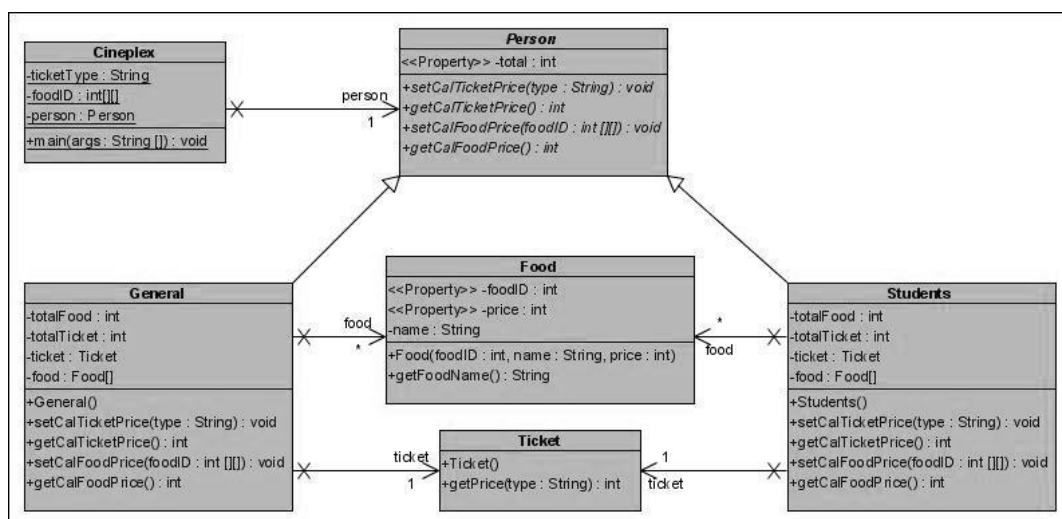 Cineplex
-ticketType : String
-foodID : int[][]
-person : Person
+main(args : String []) : void
person
1
Person
<<Property>> -total : int
+setCalTicketPrice(type : String) : void
+getCalTicketPrice() : int
+setCalFoodPrice(foodID : int [][]) : void
+getCalFoodPrice() : int
General
-totalFood : int
-totalTicket : int
-ticket : Ticket
-food : Food[]
+General()
+setCalTicketPrice(type : String) : void
+getCalTicketPrice() : int
+setCalFoodPrice(foodID : int [][]) : void
+getCalFoodPrice() : int
food
*
Food
<<Property>> -foodID : int
<<Property>> -price : int
-name : String
+Food(foodID : int, name : String, price : int)
+getFoodName() : String
*
food
Students
-totalFood : int
-totalTicket : int
-ticket : Ticket
-food : Food[]
+Students()
+setCalTicketPrice(type : String) : void
+getCalTicketPrice() : int
+setCalFoodPrice(foodID : int [][]) : void
+getCalFoodPrice() : int
ticket
1
Ticket
+Ticket()
+getPrice(type : String) : int
1
ticket